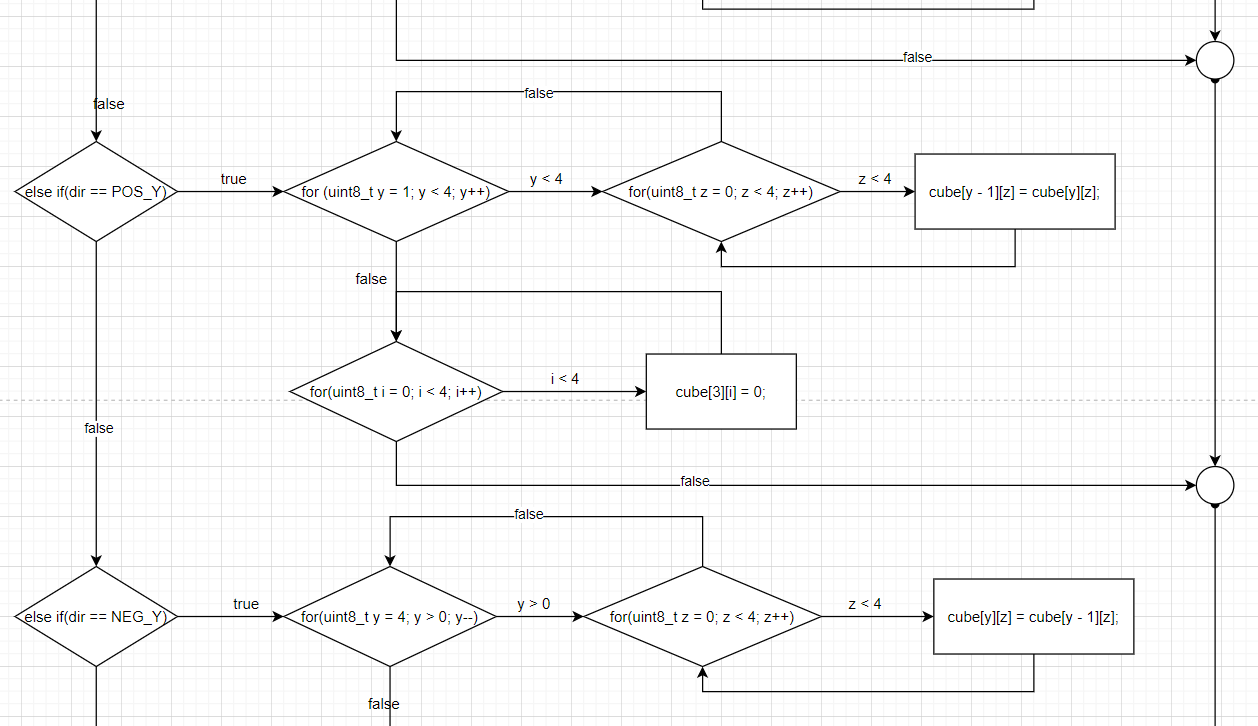 false
false
false
else if(dir == POS_Y)
true
for (uint8_t y = 1; y < 4; y++)
y < 4
for(uint8_t z = 0; z < 4; z++)
z < 4
cube[y - 1][z] = cube[y][z];
false
for(uint8_t i = 0; i < 4; i++)
i < 4
cube[3][i] = 0;
false
false
false
else if(dir == NEG_Y)
true
for(uint8_t y = 4; y > 0; y--)
y > 0
for(uint8_t z = 0; z < 4; z++)
z < 4
cube[y][z] = cube[y - 1][z];
false